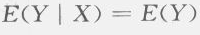 E(Y | X) = E(Y)